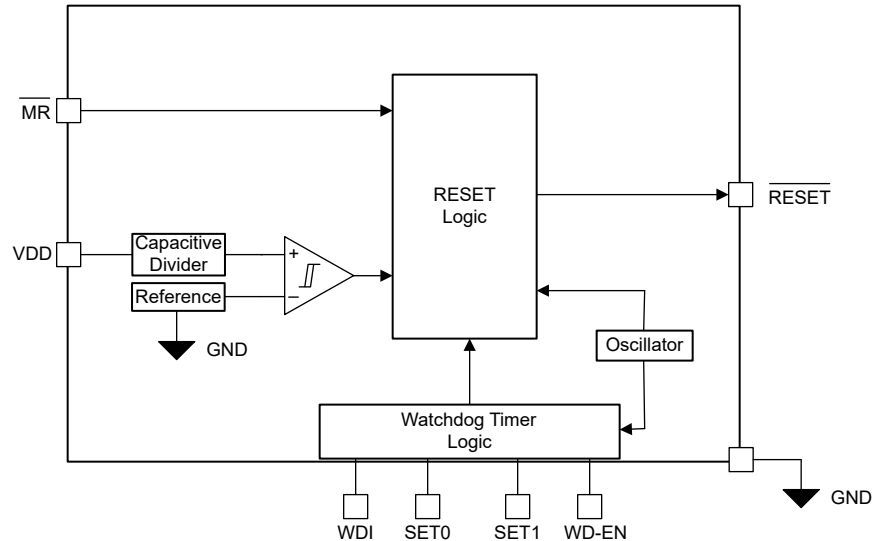 MR
RESET
Logic
RESET
VDD
Capacitive
Divider
+
Reference
−
GND
Oscillator
Watchdog Timer
Logic
GND
WDI
SET0
SET1
WD-EN